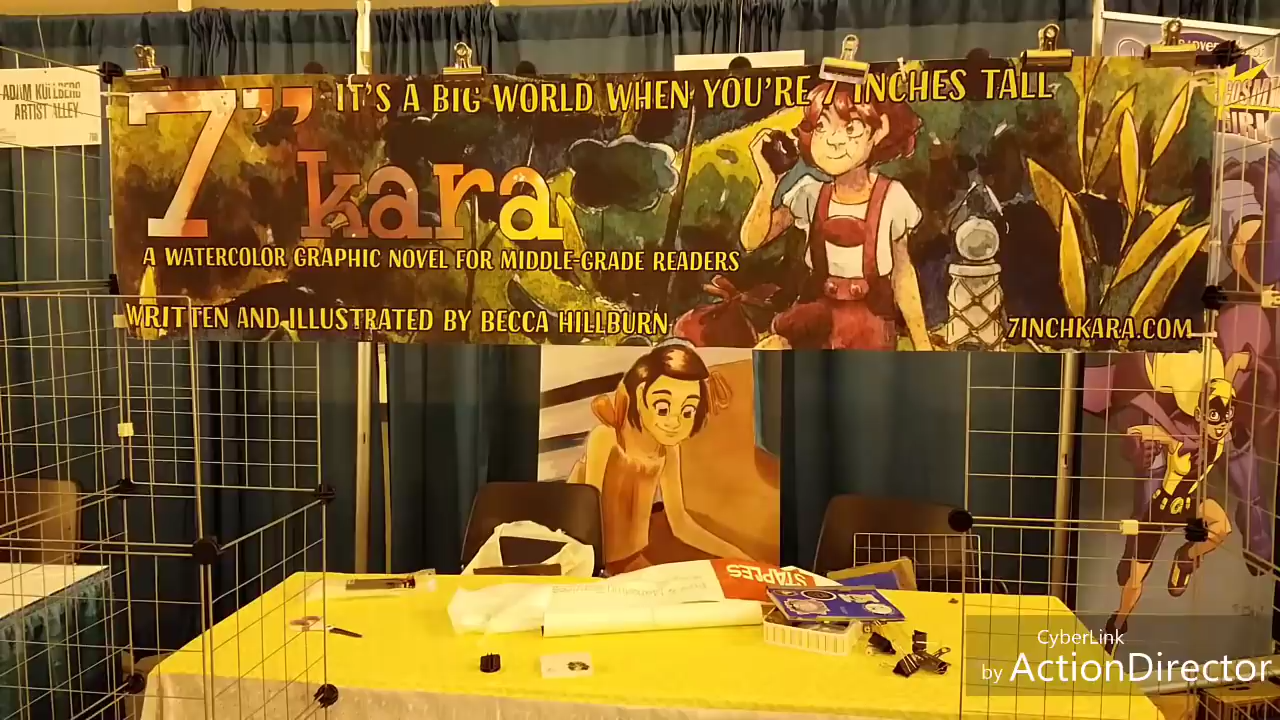 IT'S A BIG WORLD WHEN YOU'RE 7 INCHES TALL
7" kara
A WATERCOLOR GRAPHIC NOVEL FOR MIDDLE-GRADE READERS
WRITTEN AND ILLUSTRATED BY BECCA HILLBURN
7INCHKARA.COM
ADAM KULLBERG
ARTIST ALLEY
STAPLES
CyberLink
by ActionDirector